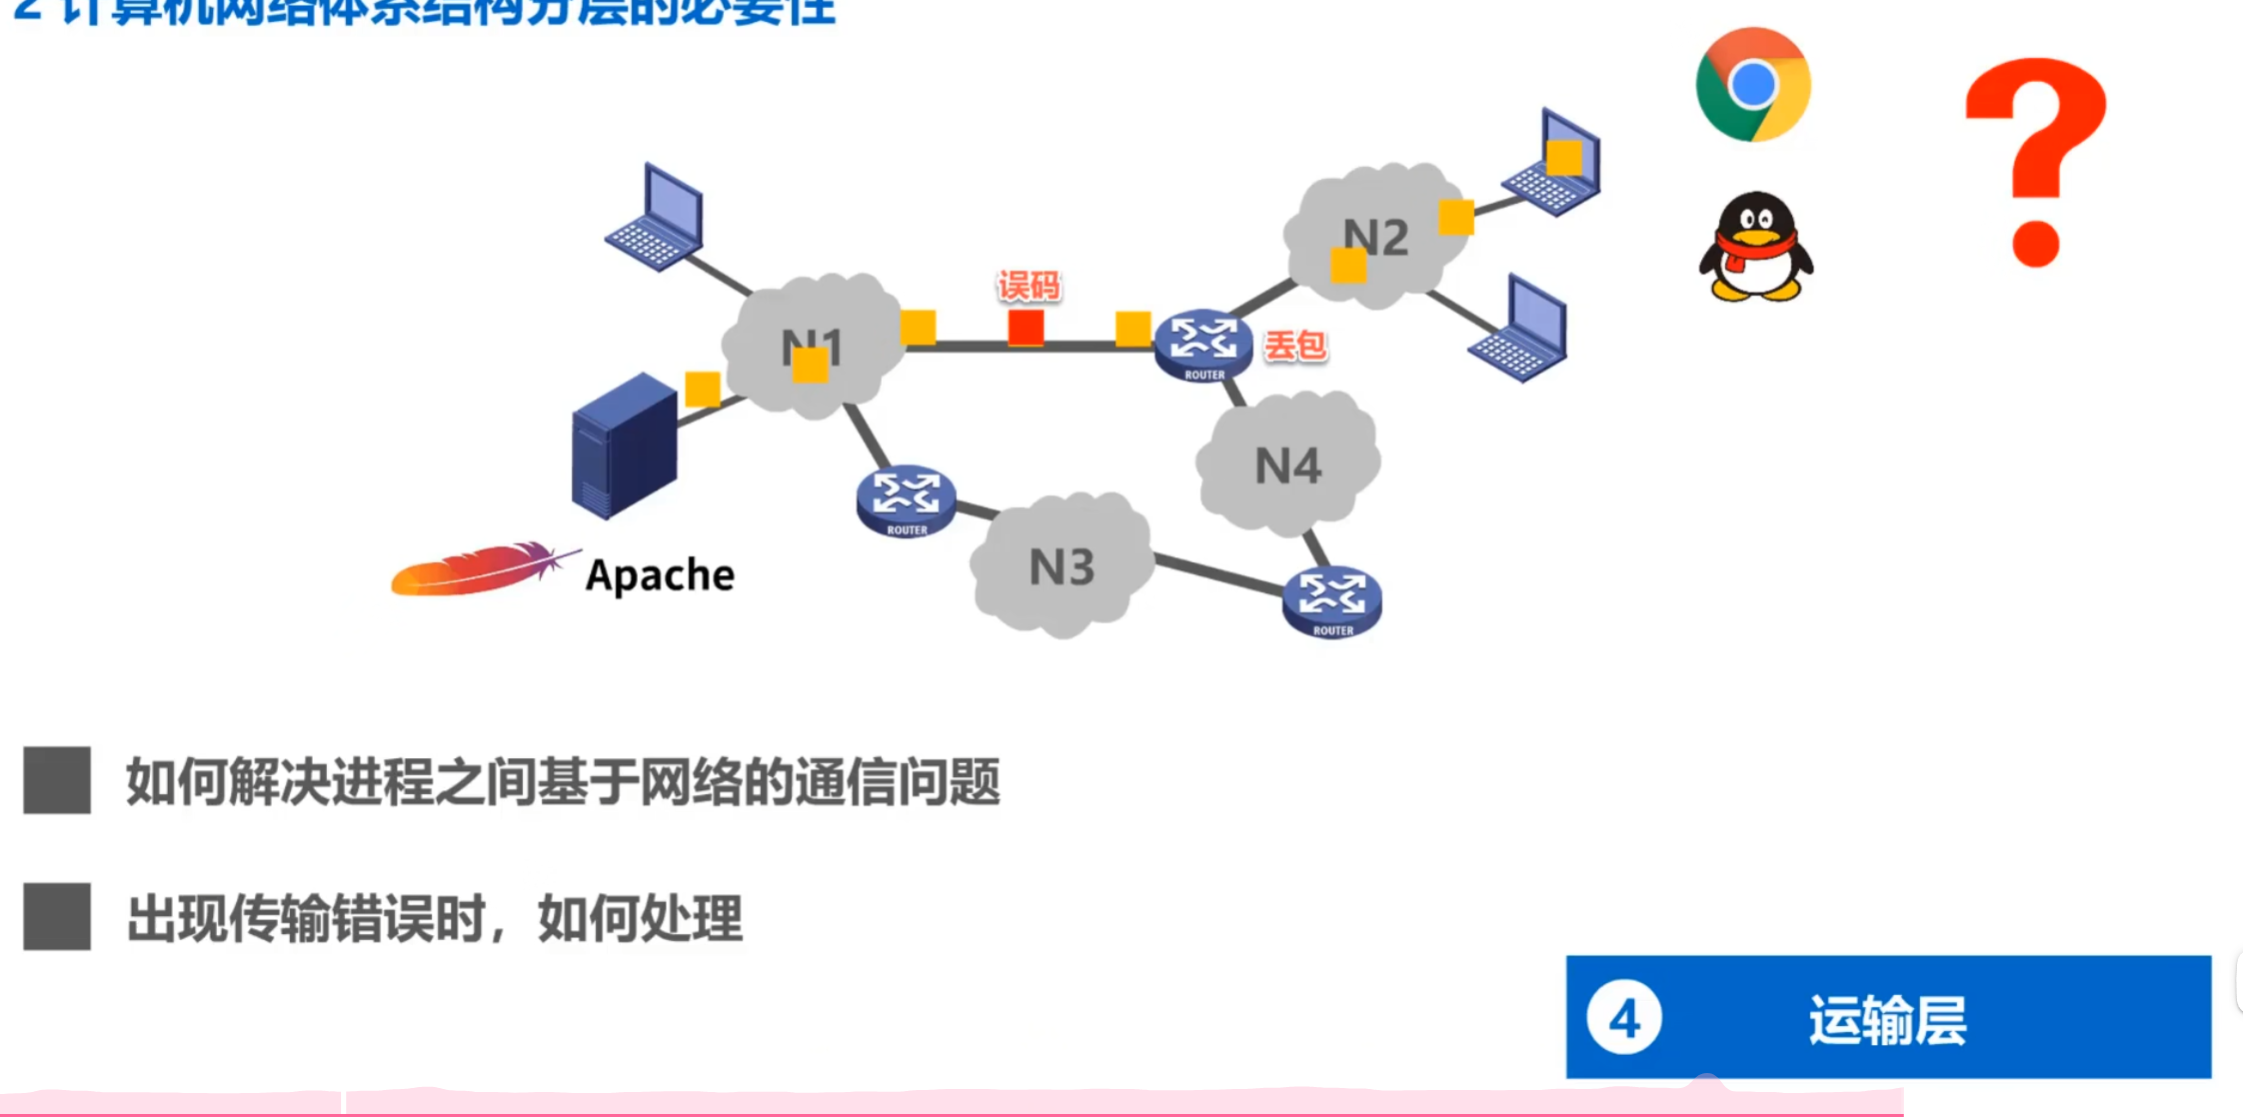 2 计算机网络体系结构分层的必要性
误码
N2
N1
丢包
ROUTER
N4
ROUTER
N3
Apache
ROUTER
如何解决进程之间基于网络的通信问题
出现传输错误时，如何处理
4 运输层